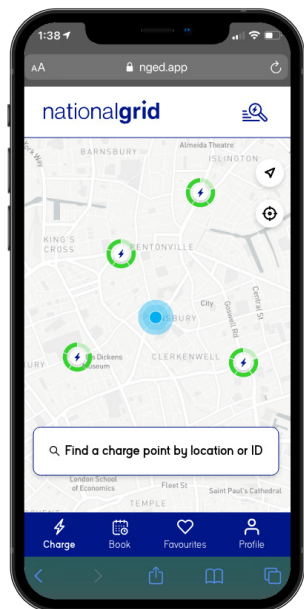 1:38
AA
nged.app
nationalgrid
Almeida Theatre
BARNSBURY
ISLINGTON
KING'S
CROSS
PENTONVILLE
City
Goswell Rd
Central St
CLERKENWELL
Museum
Find a charge point by location or ID
London School
of Economics
Fleet St
Saint Paul's Cathedral
TEMPLE
Charge
Book
Favourites
Profile